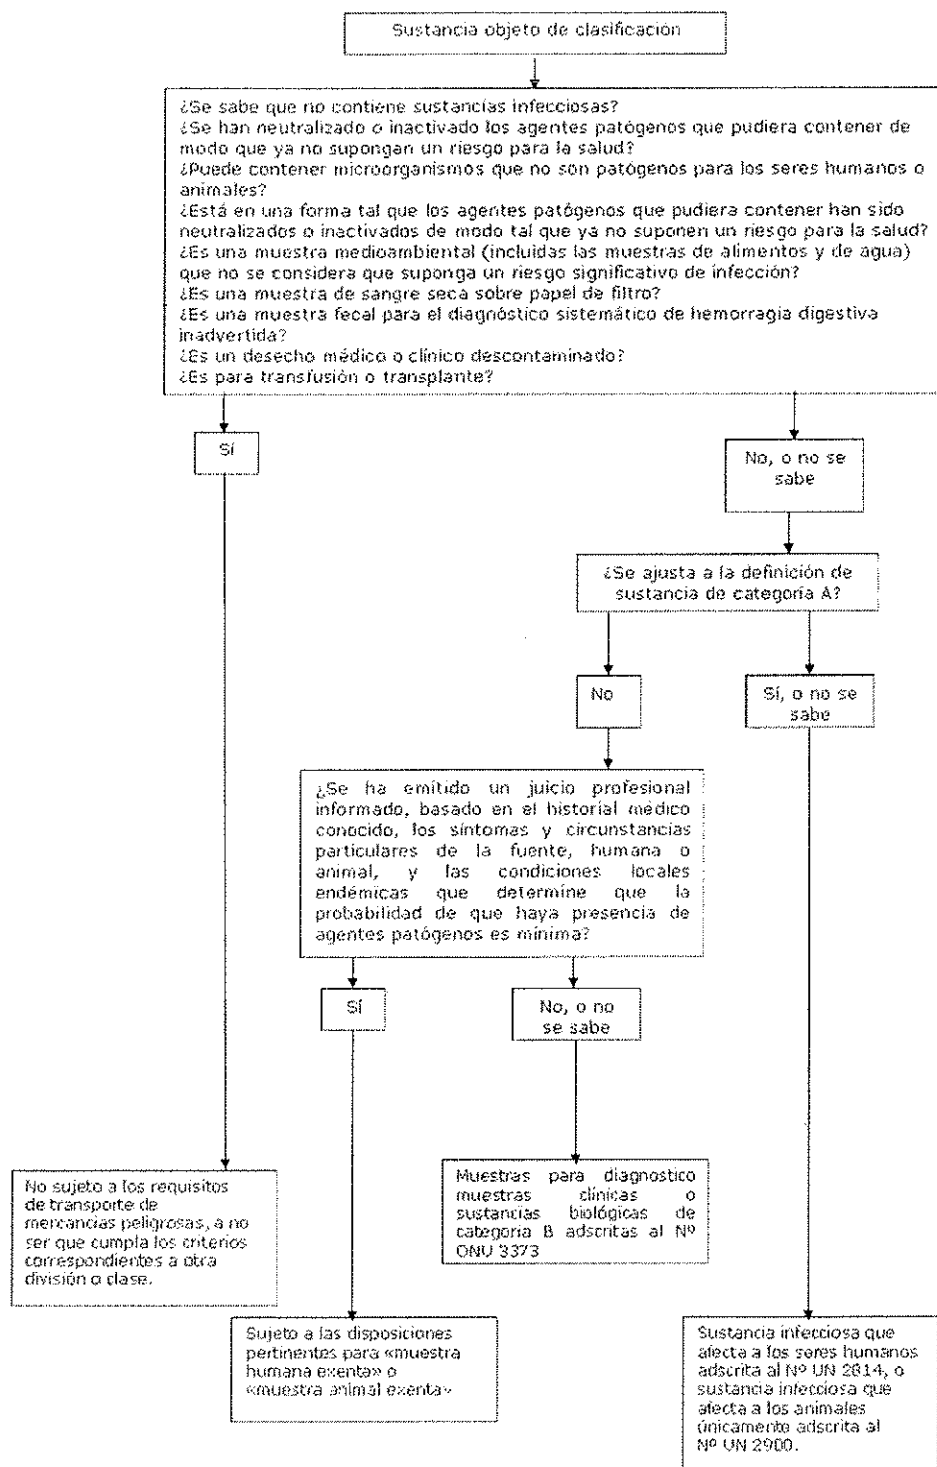 Sustancia objeto de clasificación
¿Se sabe que no contiene sustancias infecciosas?
¿Se han neutralizado o inactivado los agentes patógenos que pudiera contener de
modo que ya no supongan un riesgo para la salud?
¿Puede contener microorganismos que no son patógenos para los seres humanos o
animales?
¿Está en una forma tal que los agentes patógenos que pudiera contener han sido
neutralizados o inactivados de modo tal que ya no suponen un riesgo para la salud?
¿Es una muestra medioambiental (incluidas las muestras de alimentos y de agua)
que no se considera que suponga un riesgo significativo de infección?
¿Es una muestra de sangre seca sobre papel de filtro?
¿Es una muestra fecal para el diagnóstico sistemático de hemorragia digestiva
inadvertida?
¿Es un desecho médico o clínico descontaminado?
¿Es para transfusión o transplante?
Sí
No, o no se
sabe
¿Se ajusta a la definición de
sustancia de categoría A?
No
Sí, o no se
sabe
¿Se ha emitido un juicio profesional
informado, basado en el historial médico
conocido, los síntomas y circunstancias
particulares de la fuente, humana o
animal, y las condiciones locales
endémicas que determine que la
probabilidad de que haya presencia de
agentes patógenos es mínima?
Sí
No, o no
se sabe
No sujeto a los requisitos
de transporte de
mercancías peligrosas, a no
ser que cumpla los criterios
correspondientes a otra
división o clase.
Muestras para diagnostico
muestras clínicas o
sustancias biológicas de
categoria B adscritas al Nº
ONU 3373
Sujeto a las disposiciones
pertinentes para «muestra
humana exenta» o
«muestra animal exenta»
Sustancia infecciosa que
afecta a los seres humanos
adscrita al Nº UN 2814, o
sustancia infecciosa que
afecta a los animales
únicamente adscrita al
Nº UN 2900.